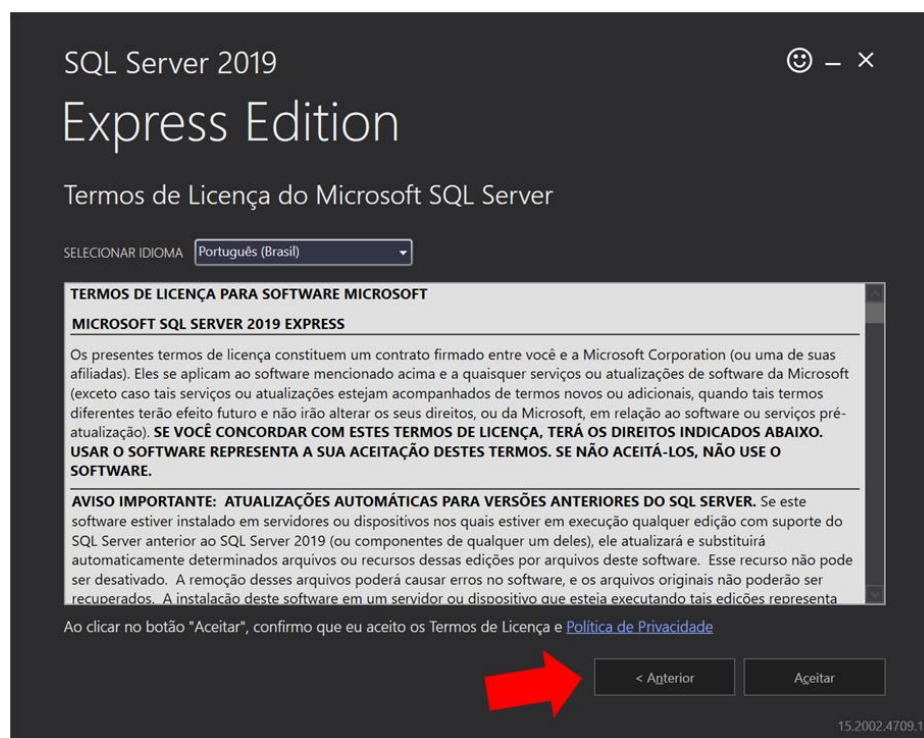 SQL Server 2019
Express Edition
Termos de Licença do Microsoft SQL Server
SELECIONAR IDIOMA Português (Brasil)
TERMOS DE LICENÇA PARA SOFTWARE MICROSOFT
MICROSOFT SQL SERVER 2019 EXPRESS
Os presentes termos de licença constituem um contrato firmado entre você e a Microsoft Corporation (ou uma de suas
afiliadas). Eles se aplicam ao software mencionado acima e a quaisquer serviços ou atualizações de software da Microsoft
(exceto caso tais serviços ou atualizações estejam acompanhados de termos novos ou adicionais, quando tais termos
diferentes terão efeito futuro e não irão alterar os seus direitos, ou da Microsoft, em relação ao software ou serviços pré-
atualização). SE VOCÊ CONCORDAR COM ESTES TERMOS DE LICENÇA, TERÁ OS DIREITOS INDICADOS ABAIXO.
USAR O SOFTWARE REPRESENTA A SUA ACEITAÇÃO DESTES TERMOS. SE NÃO ACEITÁ-LOS, NÃO USE O
SOFTWARE.
AVISO IMPORTANTE: ATUALIZAÇÕES AUTOMÁTICAS PARA VERSÕES ANTERIORES DO SQL SERVER. Se este
software estiver instalado em servidores ou dispositivos nos quais estiver em execução qualquer edição com suporte do
SQL Server anterior ao SQL Server 2019 (ou componentes de qualquer um deles), ele atualizará e substituirá
automaticamente determinados arquivos ou recursos dessas edições por arquivos deste software. Esse recurso não pode
ser desativado. A remoção desses arquivos poderá causar erros no software, e os arquivos originais não poderão ser
recuperados. A instalação deste software em um servidor ou dispositivo que esteja executando tais edições representa
Ao clicar no botão "Aceitar", confirmo que eu aceito os Termos de Licença e Política de Privacidade
< Anterior
Aceitar
15.2002.4709.1